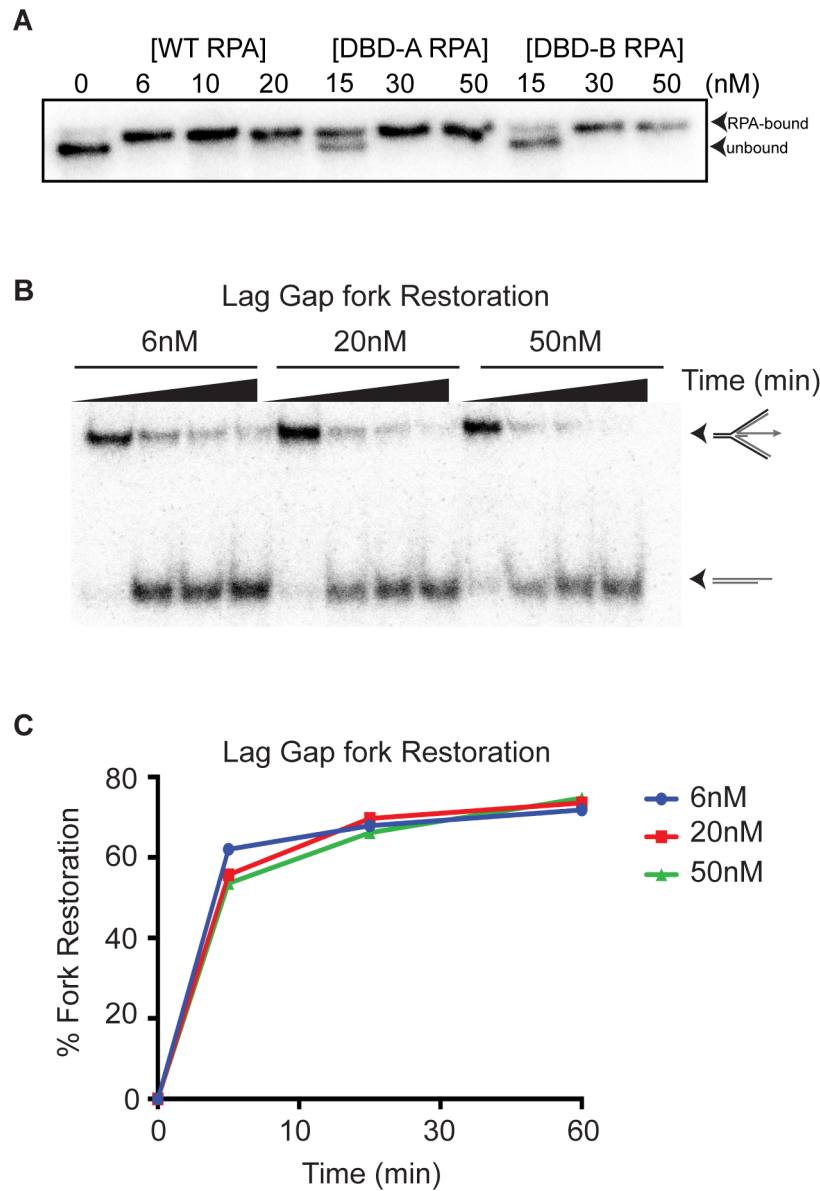 A
[WT RPA] [DBD-A RPA] [DBD-B RPA]
0 6 10 20 15 30 50 15 30 50 (nM)
RPA-bound
unbound
B
Lag Gap fork Restoration
6nM 20nM 50nM
Time (min)
C
Lag Gap fork Restoration
80
60
40
20
0
% Fork Restoration
0 10 30 60
Time (min)
6nM
20nM
50nM